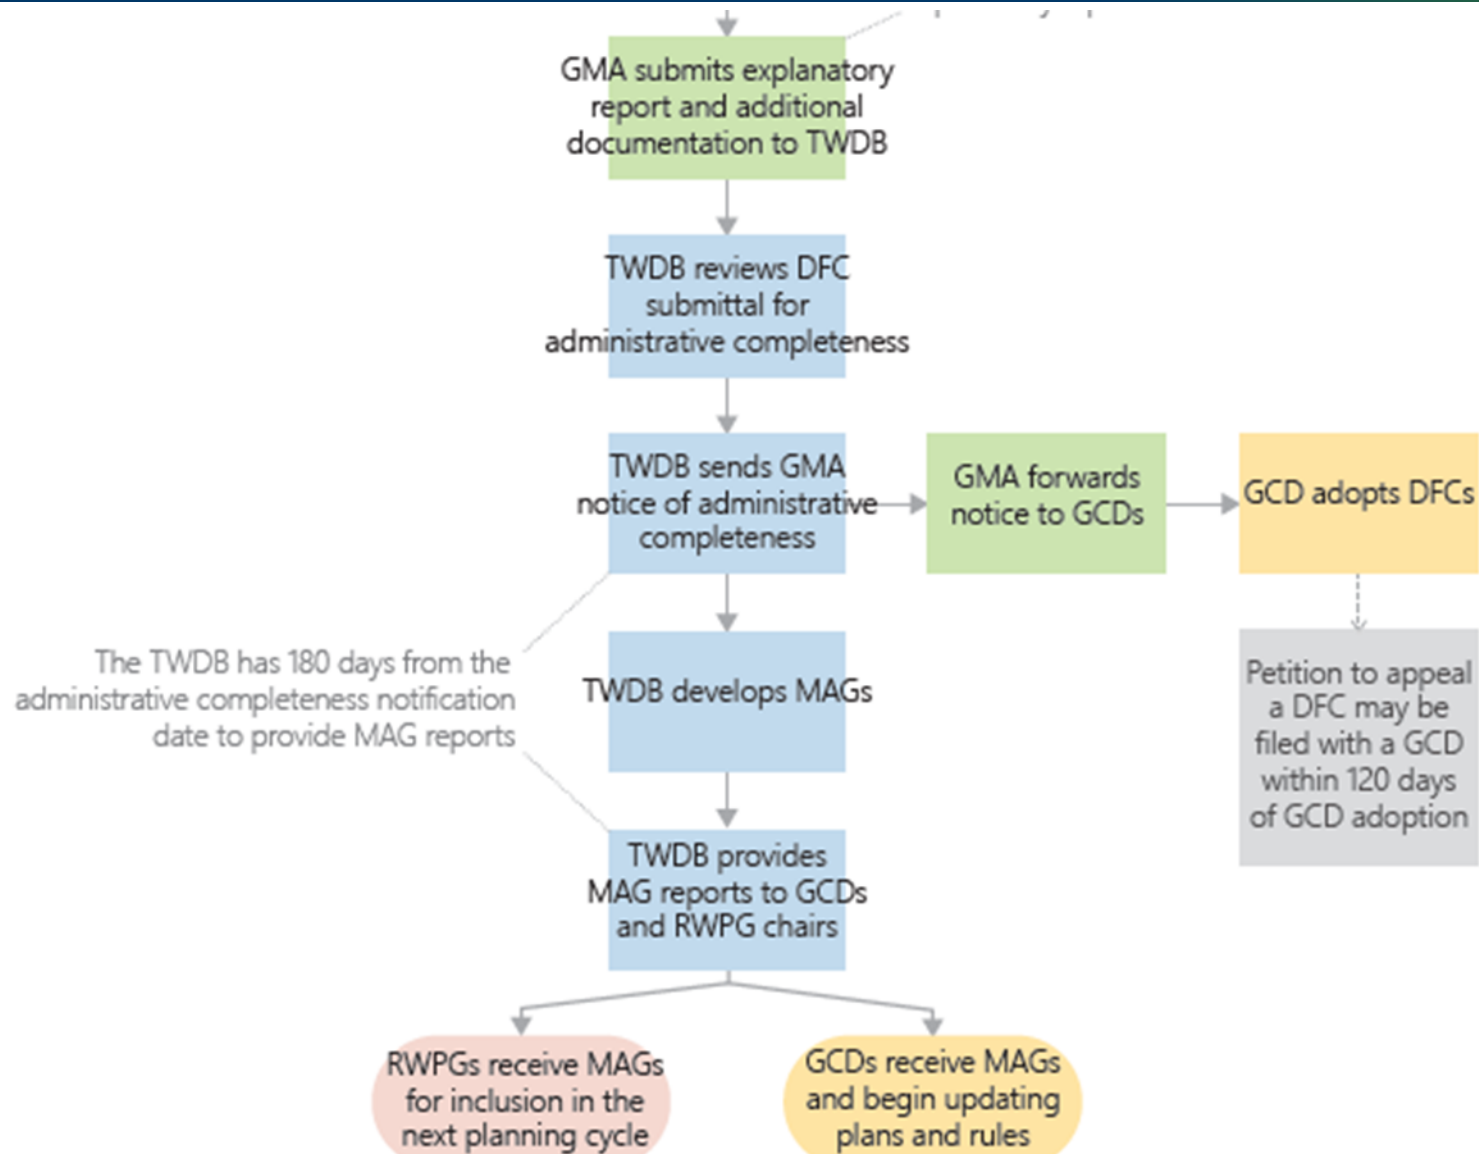 GMA submits explanatory
report and additional
documentation to TWDB
TWDB reviews DFC
submittal for
administrative completeness
TWDB sends GMA
notice of administrative
completeness
GMA forwards
notice to GCDs
GCD adopts DFCs
The TWDB has 180 days from the
administrative completeness notification
date to provide MAG reports
TWDB develops MAGs
Petition to appeal
a DFC may be
filed with a GCD
within 120 days
of GCD adoption
TWDB provides
MAG reports to GCDs
and RWPG chairs
RWPGs receive MAGs
for inclusion in the
next planning cycle
GCDs receive MAGs
and begin updating
plans and rules